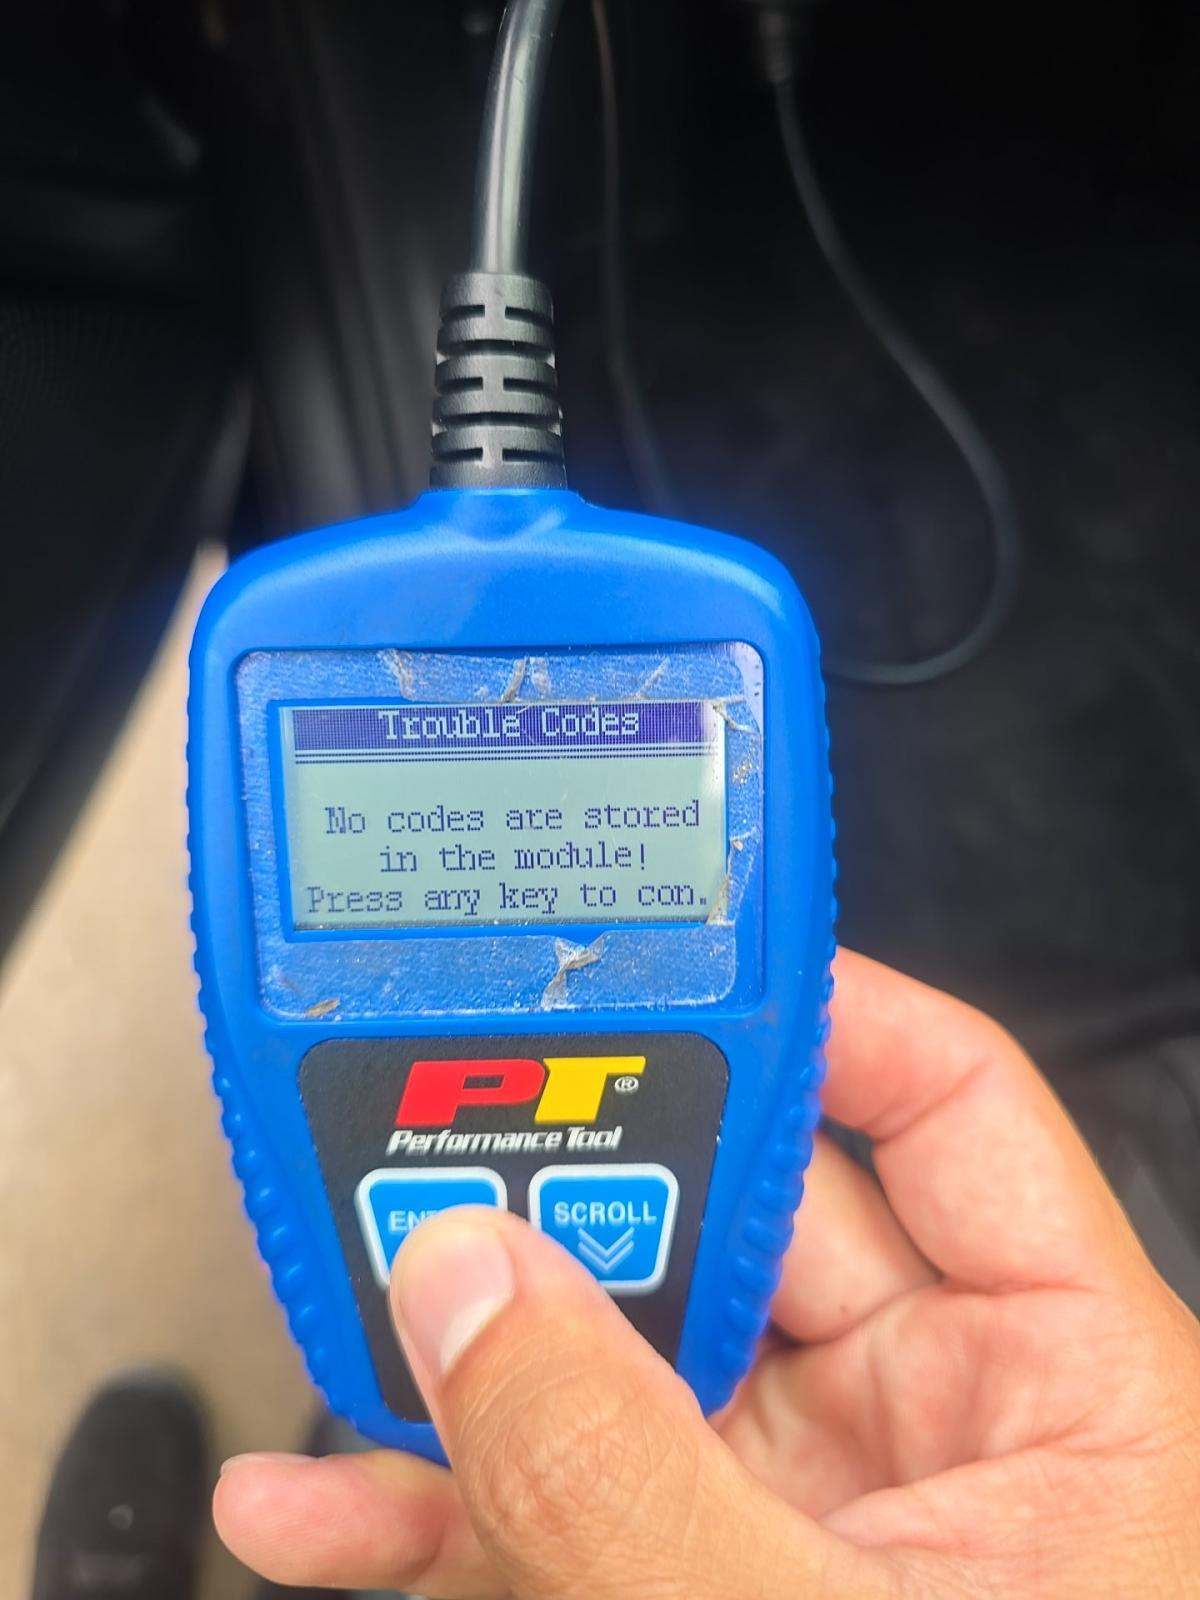 Trouble Codes
No codes are stored
in the module!
Press any key to con.
PT®
Performance Tool
SCROLL